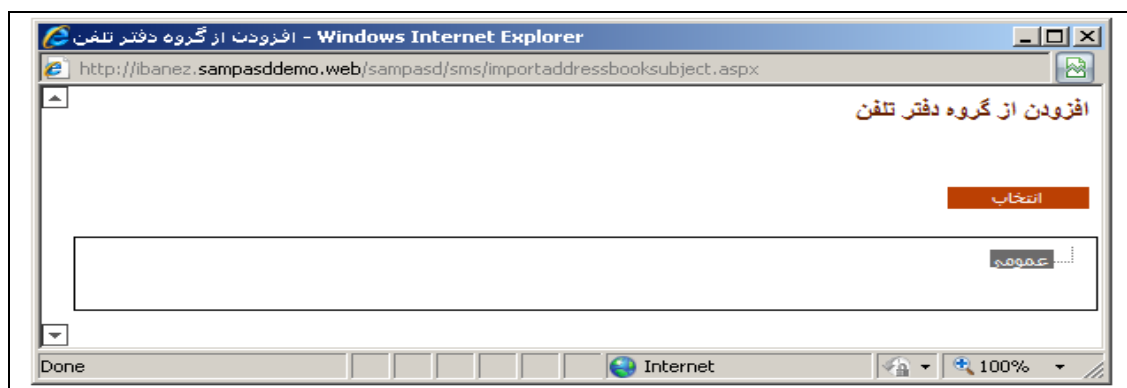 افزودن از گروه دفتر تلفن - Windows Internet Explorer
http://ibanez.sampasddemo.web/sampasd/sms/importaddressbooksubject.aspx
افزودن از گروه دفتر تلفن
انتخاب
عمومی
Done Internet 100%